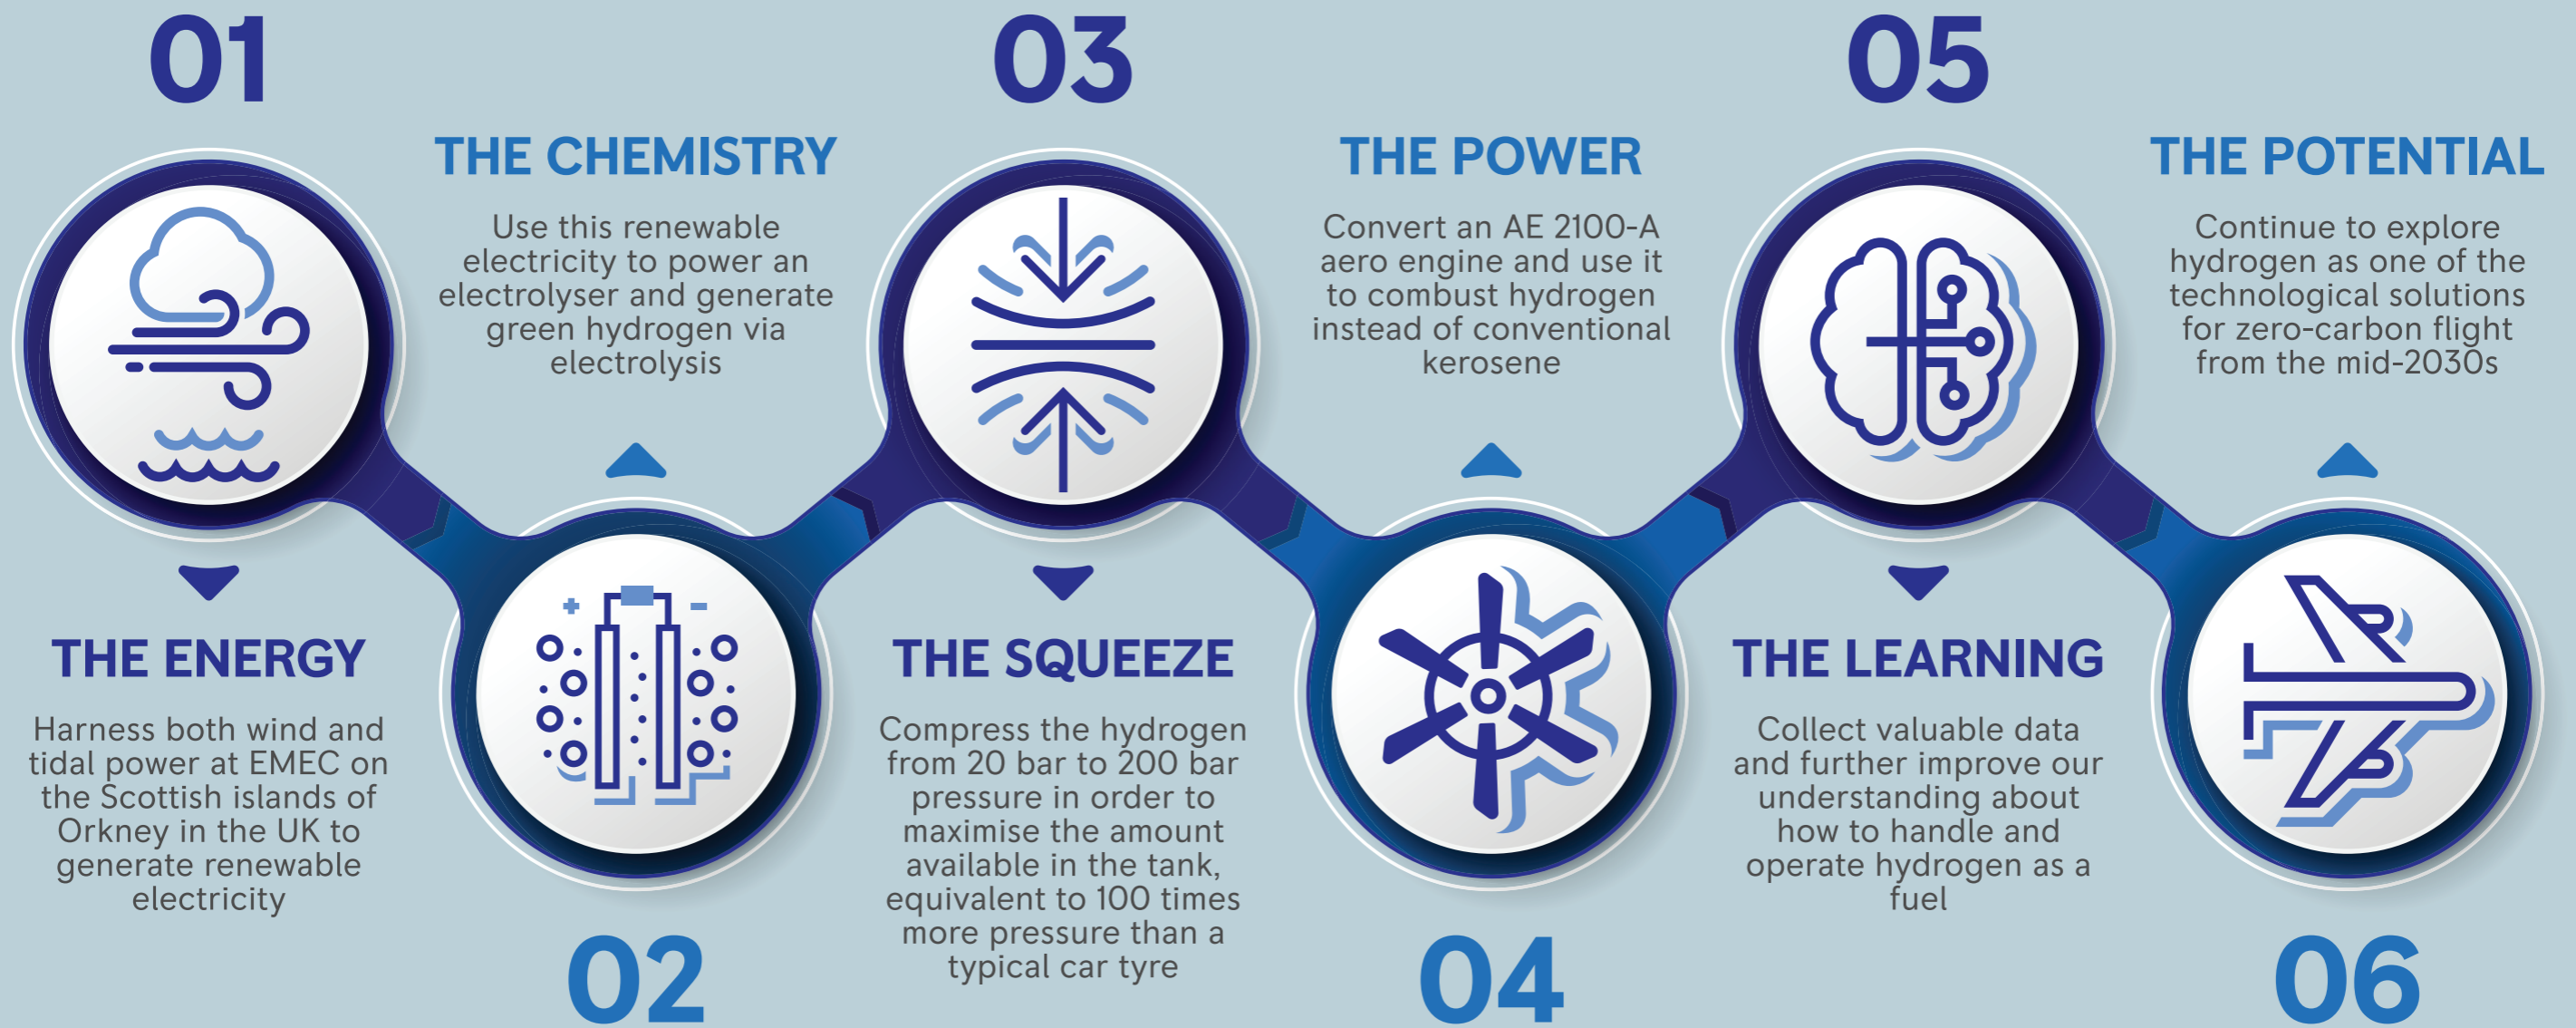 01
THE ENERGY
Harness both wind and
tidal power at EMEC on
the Scottish islands of
Orkney in the UK to
generate renewable
electricity
THE CHEMISTRY
Use this renewable
electricity to power an
electrolyser and generate
green hydrogen via
electrolysis
02
03
THE SQUEEZE
Compress the hydrogen
from 20 bar to 200 bar
pressure in order to
maximise the amount
available in the tank,
equivalent to 100 times
more pressure than a
typical car tyre
THE POWER
Convert an AE 2100-A
aero engine and use it
to combust hydrogen
instead of conventional
kerosene
04
05
THE LEARNING
Collect valuable data
and further improve our
understanding about
how to handle and
operate hydrogen as a
fuel
THE POTENTIAL
Continue to explore
hydrogen as one of the
technological solutions
for zero-carbon flight
from the mid-2030s
06